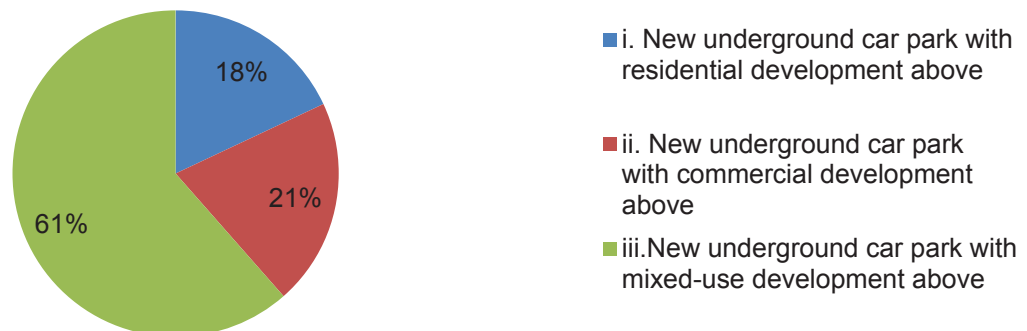 18%
21%
61%
i. New underground car park with
residential development above
ii. New underground car park
with commercial development
above
iii.New underground car park with
mixed-use development above